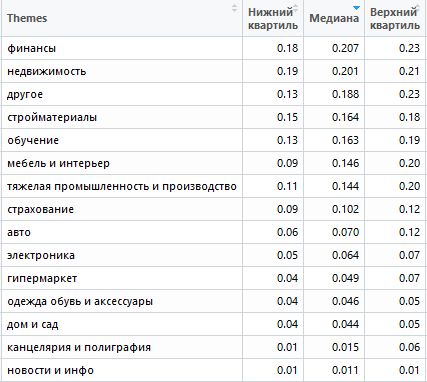 Themes Нижний квартиль Медиана Верхний квартиль
финансы 0.18 0.207 0.23
недвижимость 0.19 0.201 0.21
другое 0.13 0.188 0.23
стройматериалы 0.15 0.164 0.18
обучение 0.13 0.163 0.19
мебель и интерьер 0.09 0.146 0.20
тяжелая промышленность и производство 0.11 0.144 0.20
страхование 0.09 0.102 0.12
авто 0.06 0.070 0.12
электроника 0.05 0.064 0.07
гипермаркет 0.04 0.049 0.07
одежда обувь и аксессуары 0.04 0.046 0.05
дом и сад 0.04 0.044 0.05
канцелярия и полиграфия 0.01 0.015 0.06
новости и инфо 0.01 0.011 0.01